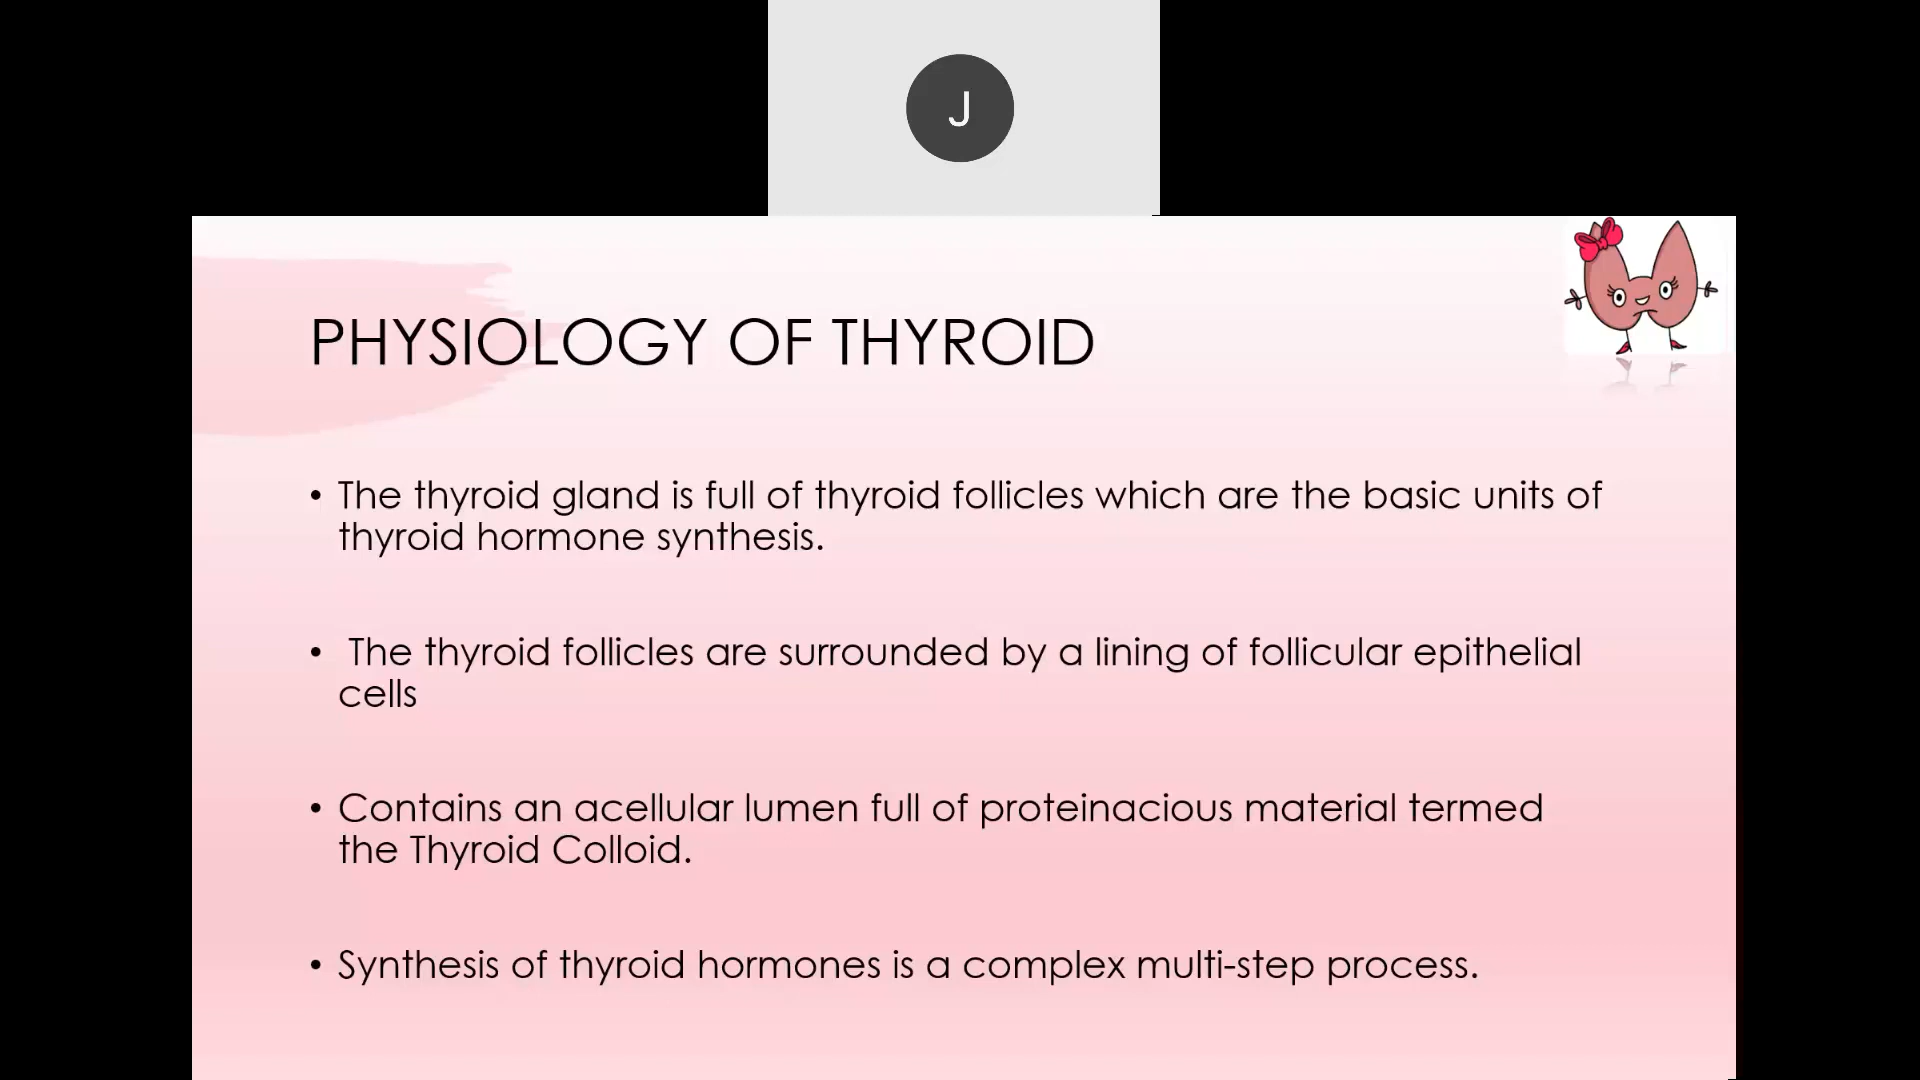 J
PHYSIOLOGY OF THYROID
• The thyroid gland is full of thyroid follicles which are the basic units of
thyroid hormone synthesis.
• The thyroid follicles are surrounded by a lining of follicular epithelial
cells
• Contains an acellular lumen full of proteinacious material termed
the Thyroid Colloid.
• Synthesis of thyroid hormones is a complex multi-step process.